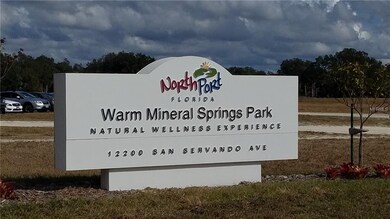 North Port
FLORIDA
Warm Mineral Springs Park
NATURAL WELLNESS EXPERIENCE
12200 SAN SERVANDO AVE